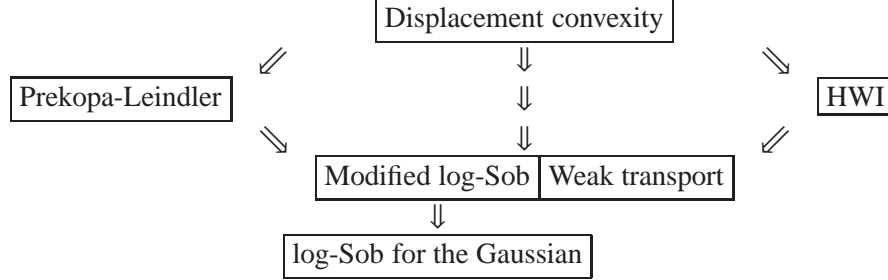 Displacement convexity
⇙ ⇓ ⇘
Prekopa-Leindler ⇓ HWI
⇘ ⇓ ⇙
Modified log-Sob Weak transport
⇓
log-Sob for the Gaussian